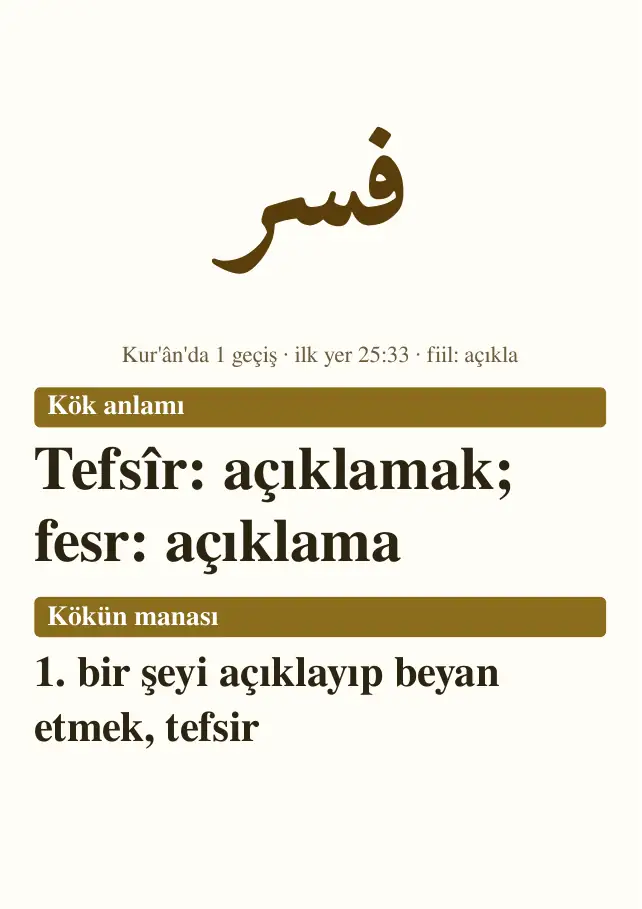 فسر
Kur'ân'da 1 geçiş · ilk yer 25:33 · fiil: açıkla
Kök anlamı
Tefsîr: açıklamak;
fesr: açıklama
Kökün manası
1. bir şeyi açıklayıp beyan
etmek, tefsir